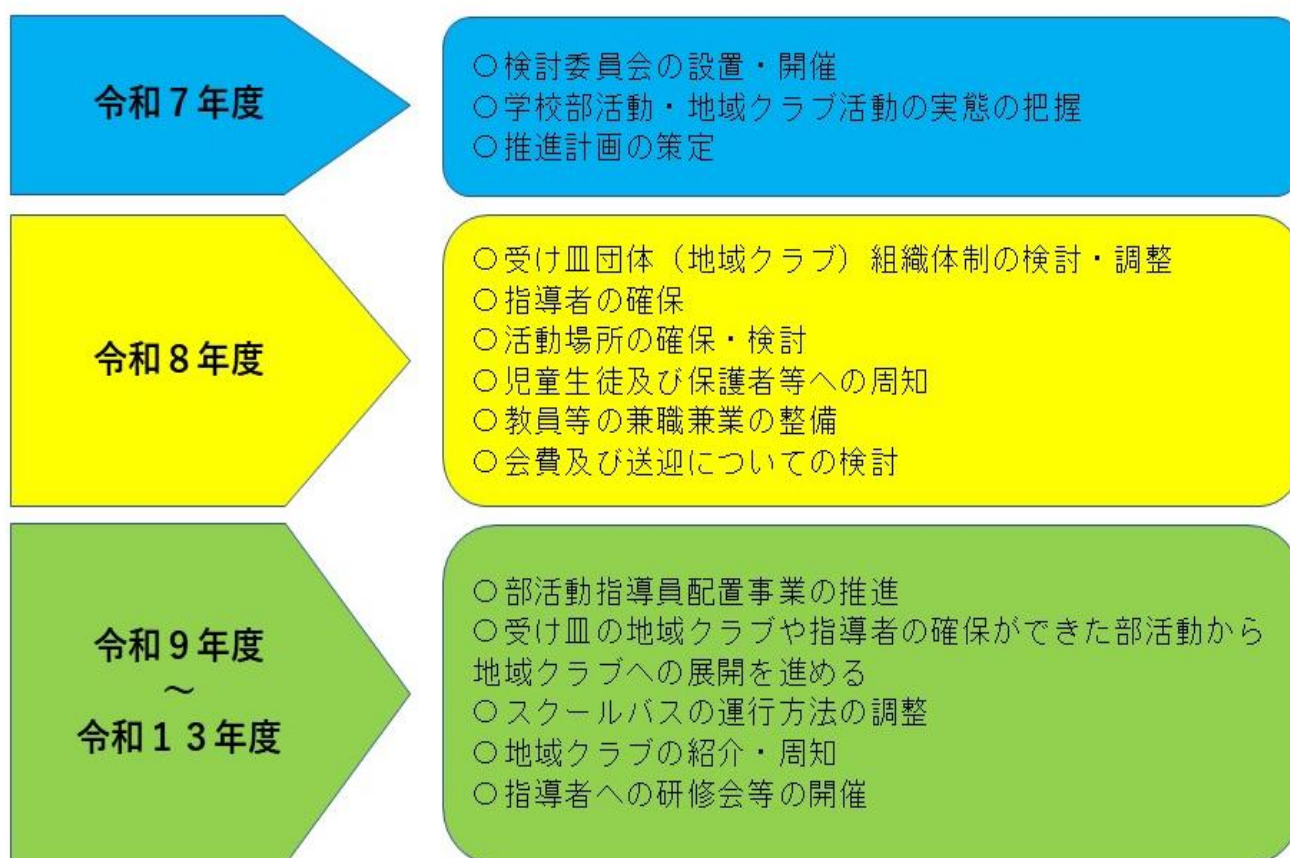 令和７年度
○検討委員会の設置・開催
○学校部活動・地域クラブ活動の実態の把握
○推進計画の策定
令和８年度
○受け皿団体（地域クラブ）組織体制の検討・調整
○指導者の確保
○活動場所の確保・検討
○児童生徒及び保護者等への周知
○教員等の兼職兼業の整備
○会費及び送迎についての検討
令和９年度
～
令和１３年度
○部活動指導員配置事業の推進
○受け皿の地域クラブや指導者の確保ができた部活動から
地域クラブへの展開を進める
○スクールバスの運行方法の調整
○地域クラブの紹介・周知
○指導者への研修会等の開催